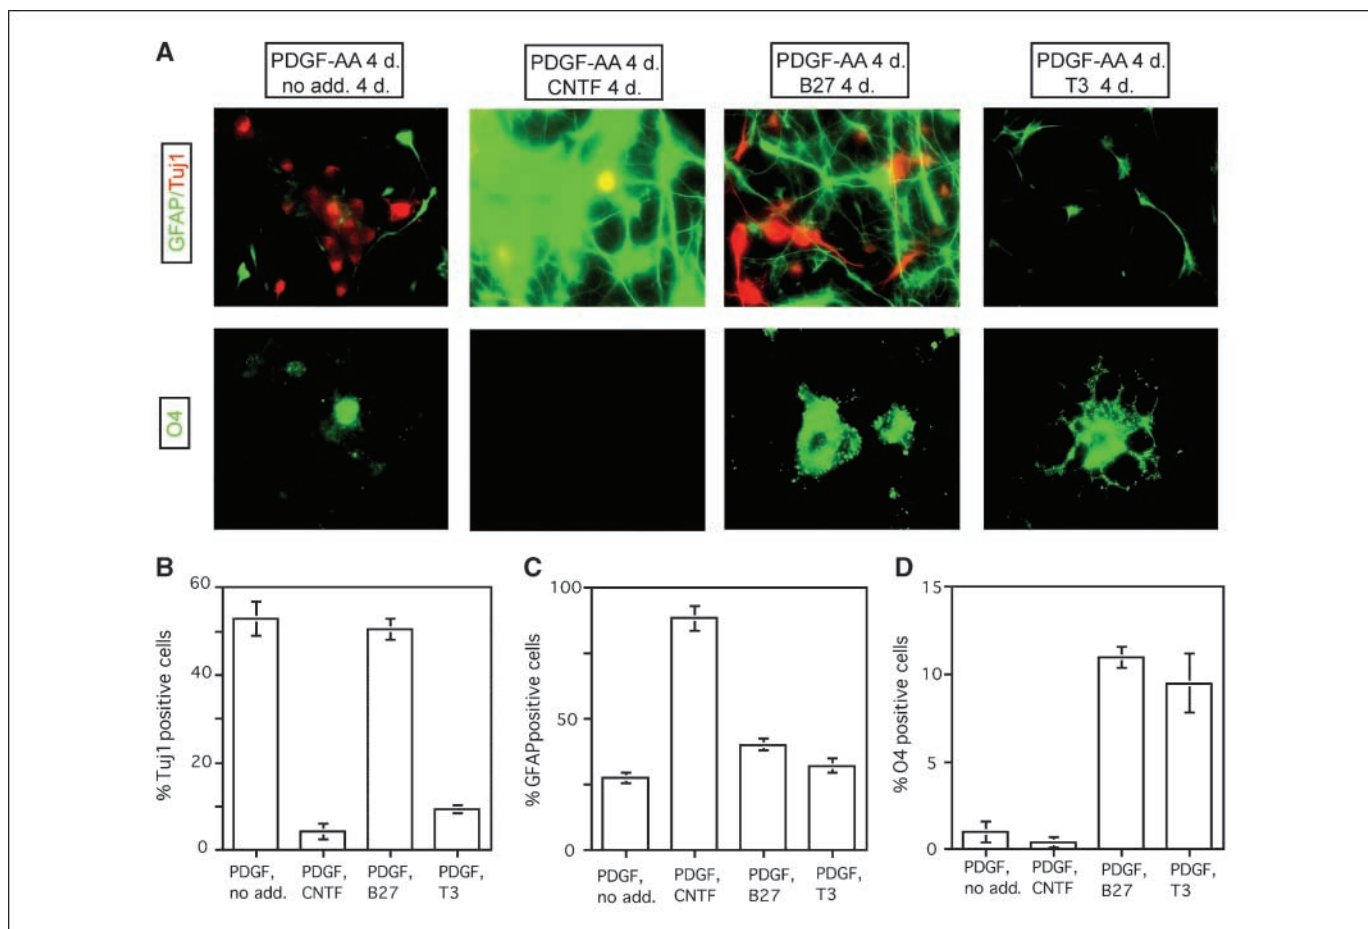 A
PDGF-AA 4 d.
no add. 4 d.
PDGF-AA 4 d.
CNTF 4 d.
PDGF-AA 4 d.
B27 4 d.
PDGF-AA 4 d.
T3 4 d.
GFAP/Tuj1
O4
B
% Tuj1 positive cells
60
40
20
0
PDGF, no add.
PDGF, CNTF
PDGF, B27
PDGF, T3
C
% GFAPpositive cells
100
50
0
PDGF, no add.
PDGF, CNTF
PDGF, B27
PDGF, T3
D
% O4 positive cells
15
10
5
0
PDGF, no add.
PDGF, CNTF
PDGF, B27
PDGF, T3